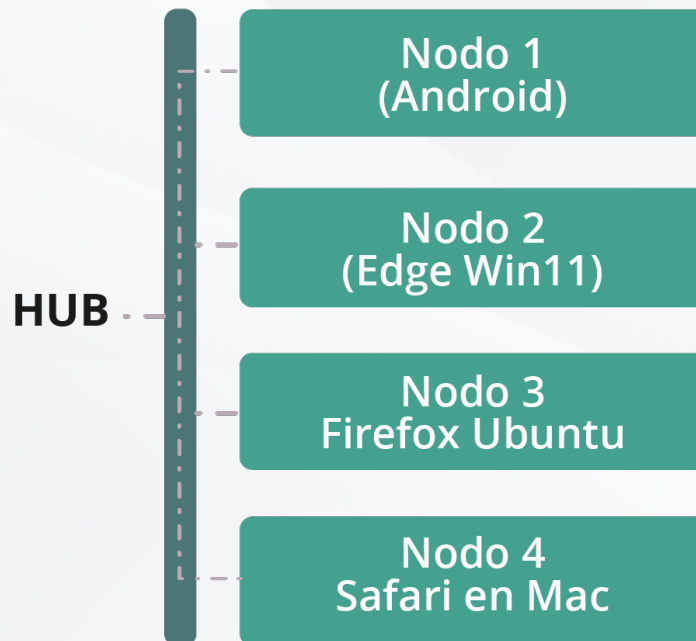 Nodo 1
(Android)
Nodo 2
(Edge Win11)
HUB
Nodo 3
Firefox Ubuntu
Nodo 4
Safari en Mac